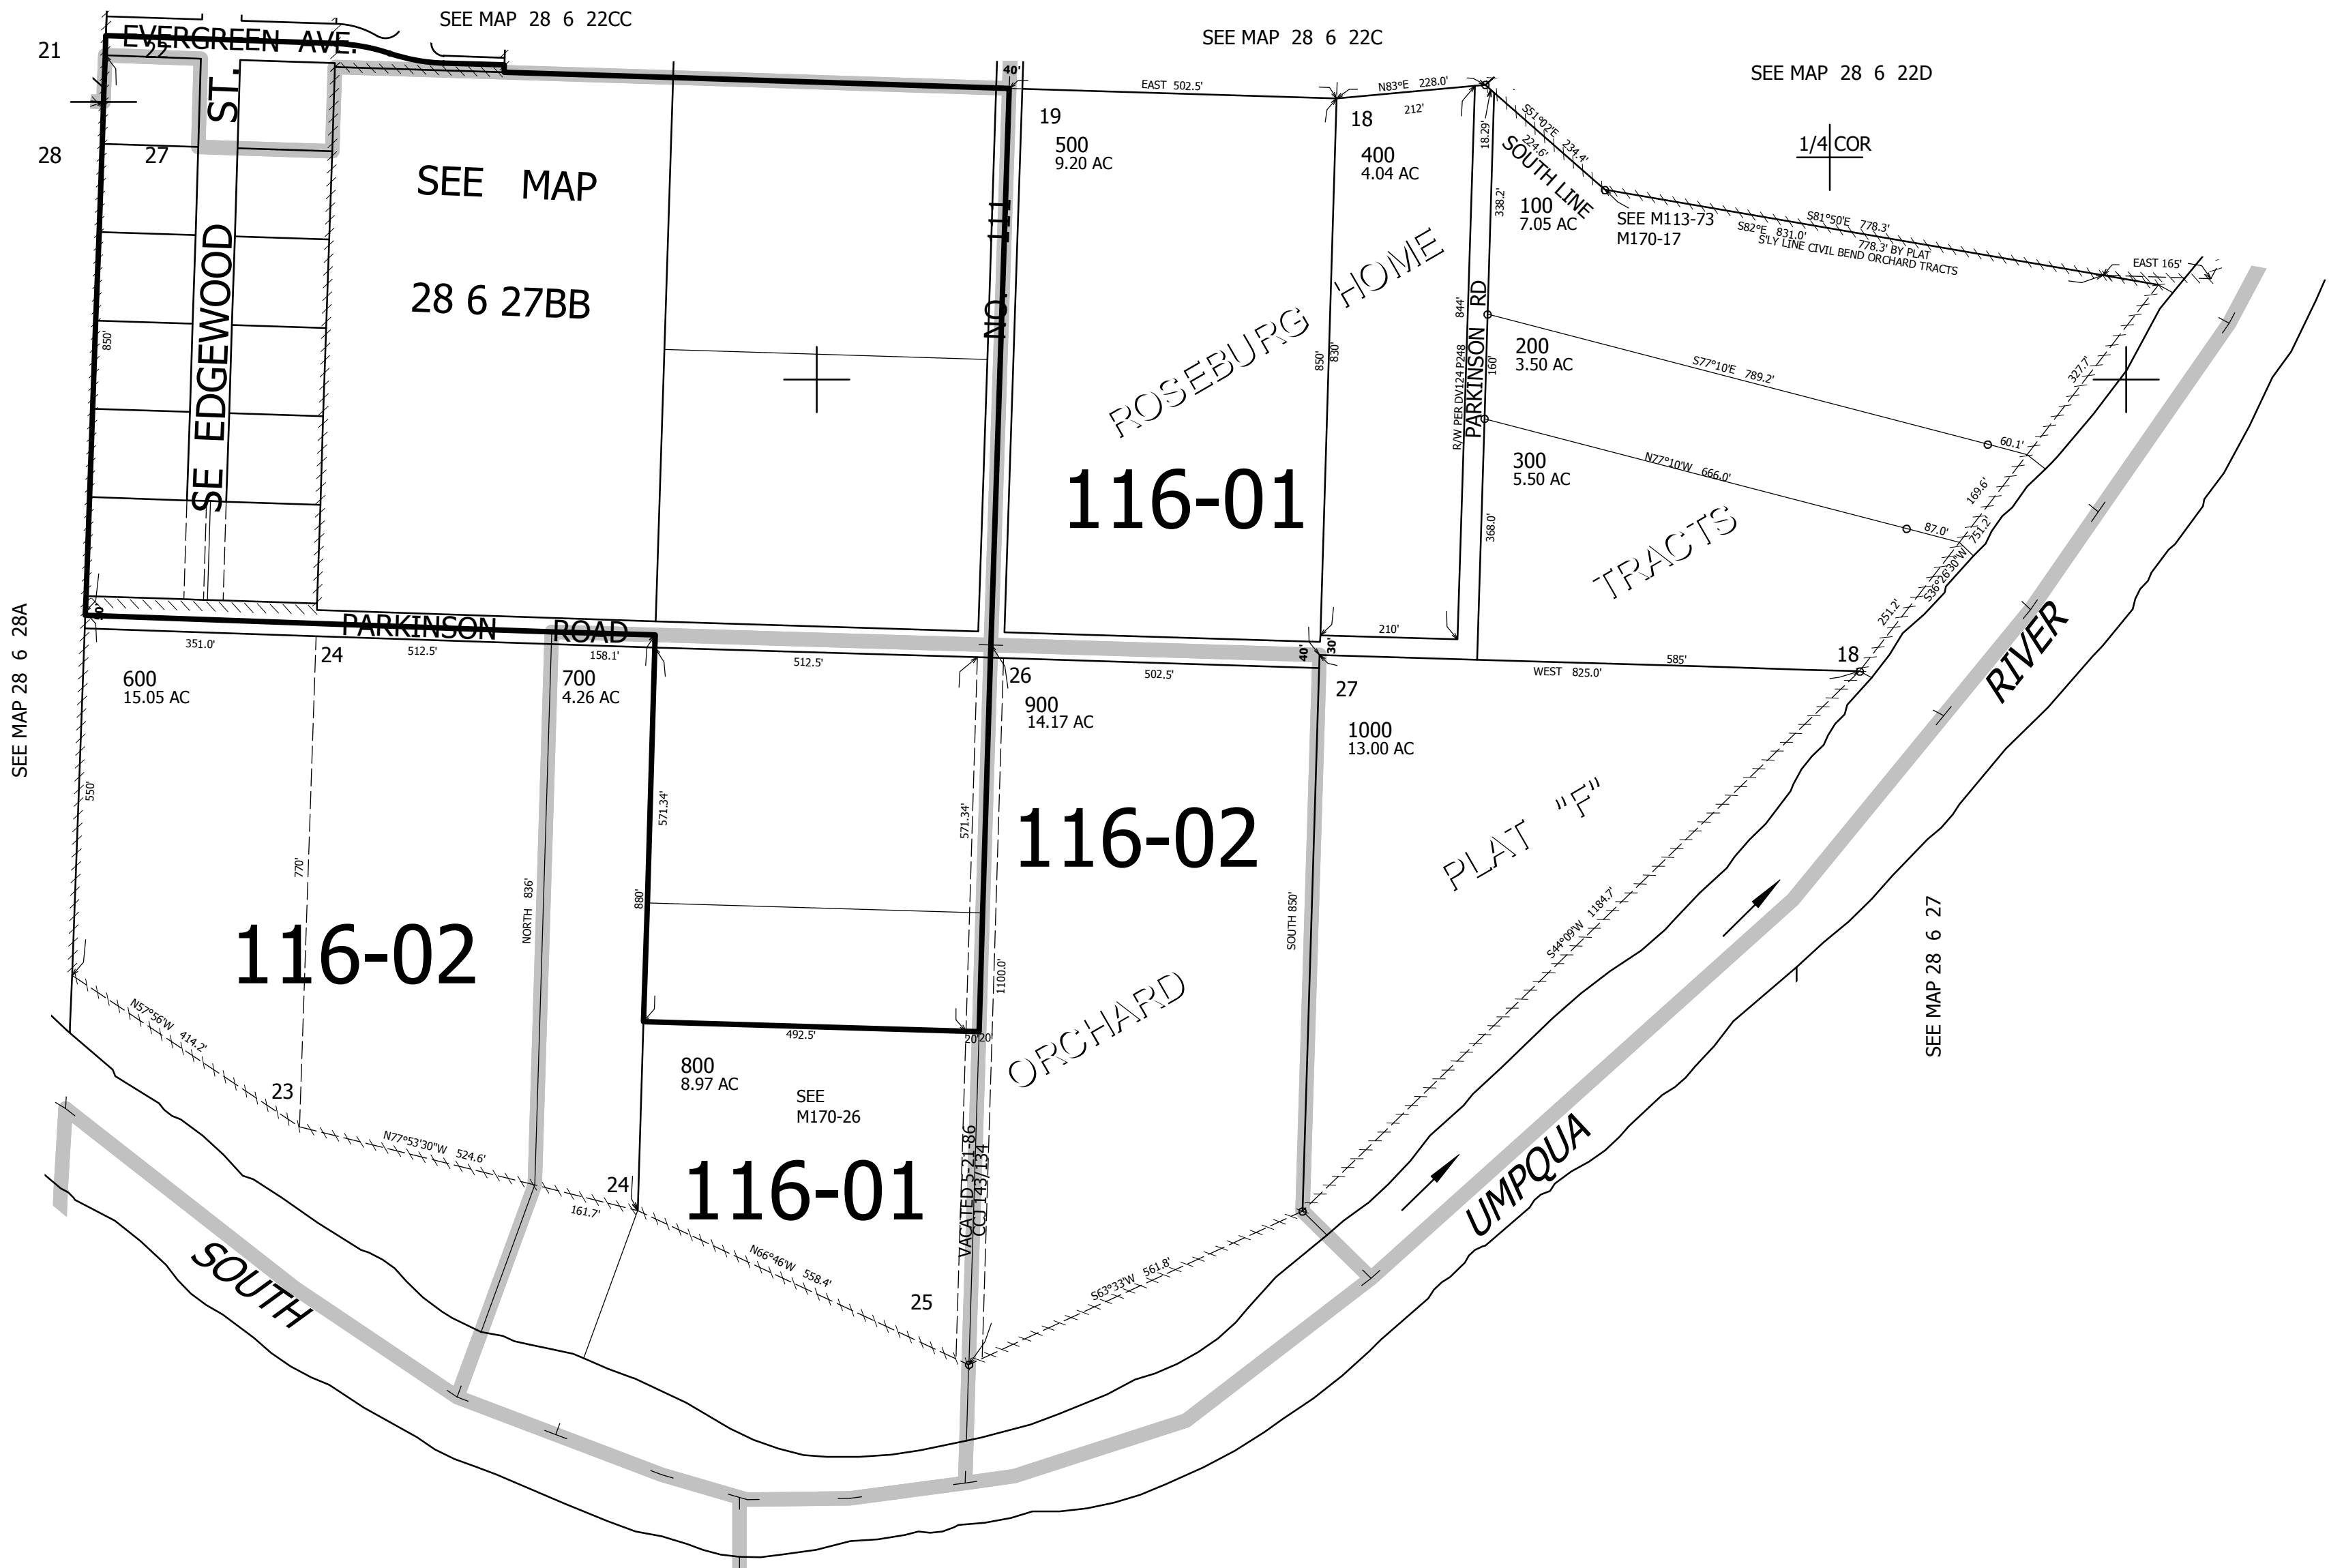 SEE MAP 28 6 22CC
SEE MAP 28 6 22C
SEE MAP 28 6 22D
21
22
28
27
EVERGREEN AVE.
SE EDGEWOOD ST.
SEE MAP
28 6 27BB
850'
40'
NO. 111
EAST 502.5'
N83°E 228.0'
212'
19
500
9.20 AC
18
400
4.04 AC
18.29'
S51°02'E 234.4'
224.6'
SOUTH LINE
338.2'
100
7.05 AC
SEE M113-73
M170-17
1/4 COR
S81°50'E 778.3'
S82°E 831.0'
778.3' BY PLAT
S'LY LINE CIVIL BEND ORCHARD TRACTS
EAST 165'
ROSEBURG HOME
850'
830'
844'
R/W PER DV124 P248
PARKINSON RD
160'
200
3.50 AC
S77°10'E 789.2'
327.7'
60.1'
116-01
300
5.50 AC
N77°10'W 666.0'
368.0'
169.6'
87.0'
751.2'
S36°26'30"W
251.2'
TRACTS
RIVER
SEE MAP 28 6 28A
PARKINSON ROAD
351.0'
24
512.5'
158.1'
512.5'
26
502.5'
40'
30'
210'
27
WEST 825.0'
585'
18
600
15.05 AC
700
4.26 AC
900
14.17 AC
1000
13.00 AC
550'
770'
NORTH 836'
571.34'
880'
571.34'
1100.0'
116-02
116-02
SOUTH 850'
PLAT "F"
S44°09'W 1184.7'
SEE MAP 28 6 27
ORCHARD
492.5'
20'
20'
N57°56'W 414.2'
23
N77°53'30"W 524.6'
24
161.7'
800
8.97 AC
SEE
M170-26
116-01
VACATED 5-21-86
CCJ 143/134
N66°46'W 558.4'
25
S63°33'W 561.8'
SOUTH
UMPQUA